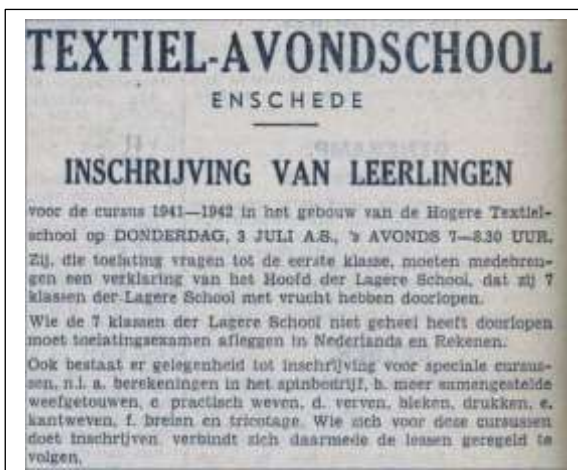 TEXTIEL-AVONDSCHOOL
ENSCHEDE
INSCHRIJVING VAN LEERLINGEN
voor de cursus 1941—1942 in het gebouw van de Hogere Textiel-
school op DONDERDAG, 3 JULI A.S., 's AVONDS 7—8.30 UUR.
Zij, die toelating vragen tot de eerste klasse, moeten medebren-
gen een verklaring van het Hoofd der Lagere School, dat zij 7
klassen der Lagere School met vrucht hebben doorlopen.
Wie de 7 klassen der Lagere School niet geheel heeft doorlopen
moet toelatingsexamen afleggen in Nederlands en Rekenen.
Ook bestaat er gelegenheid tot inschrijving voor speciale cursus-
sen, n.l. a. berekeningen in het spinbedrijf, b. meer samengestelde
weefgetouwen, c. practisch weven, d. verven, bleken, drukken, e.
kantweven, f. breien en tricotage. Wie zich voor deze cursussen
doet inschrijven, verbindt zich daarmede de lessen geregeld te
volgen.